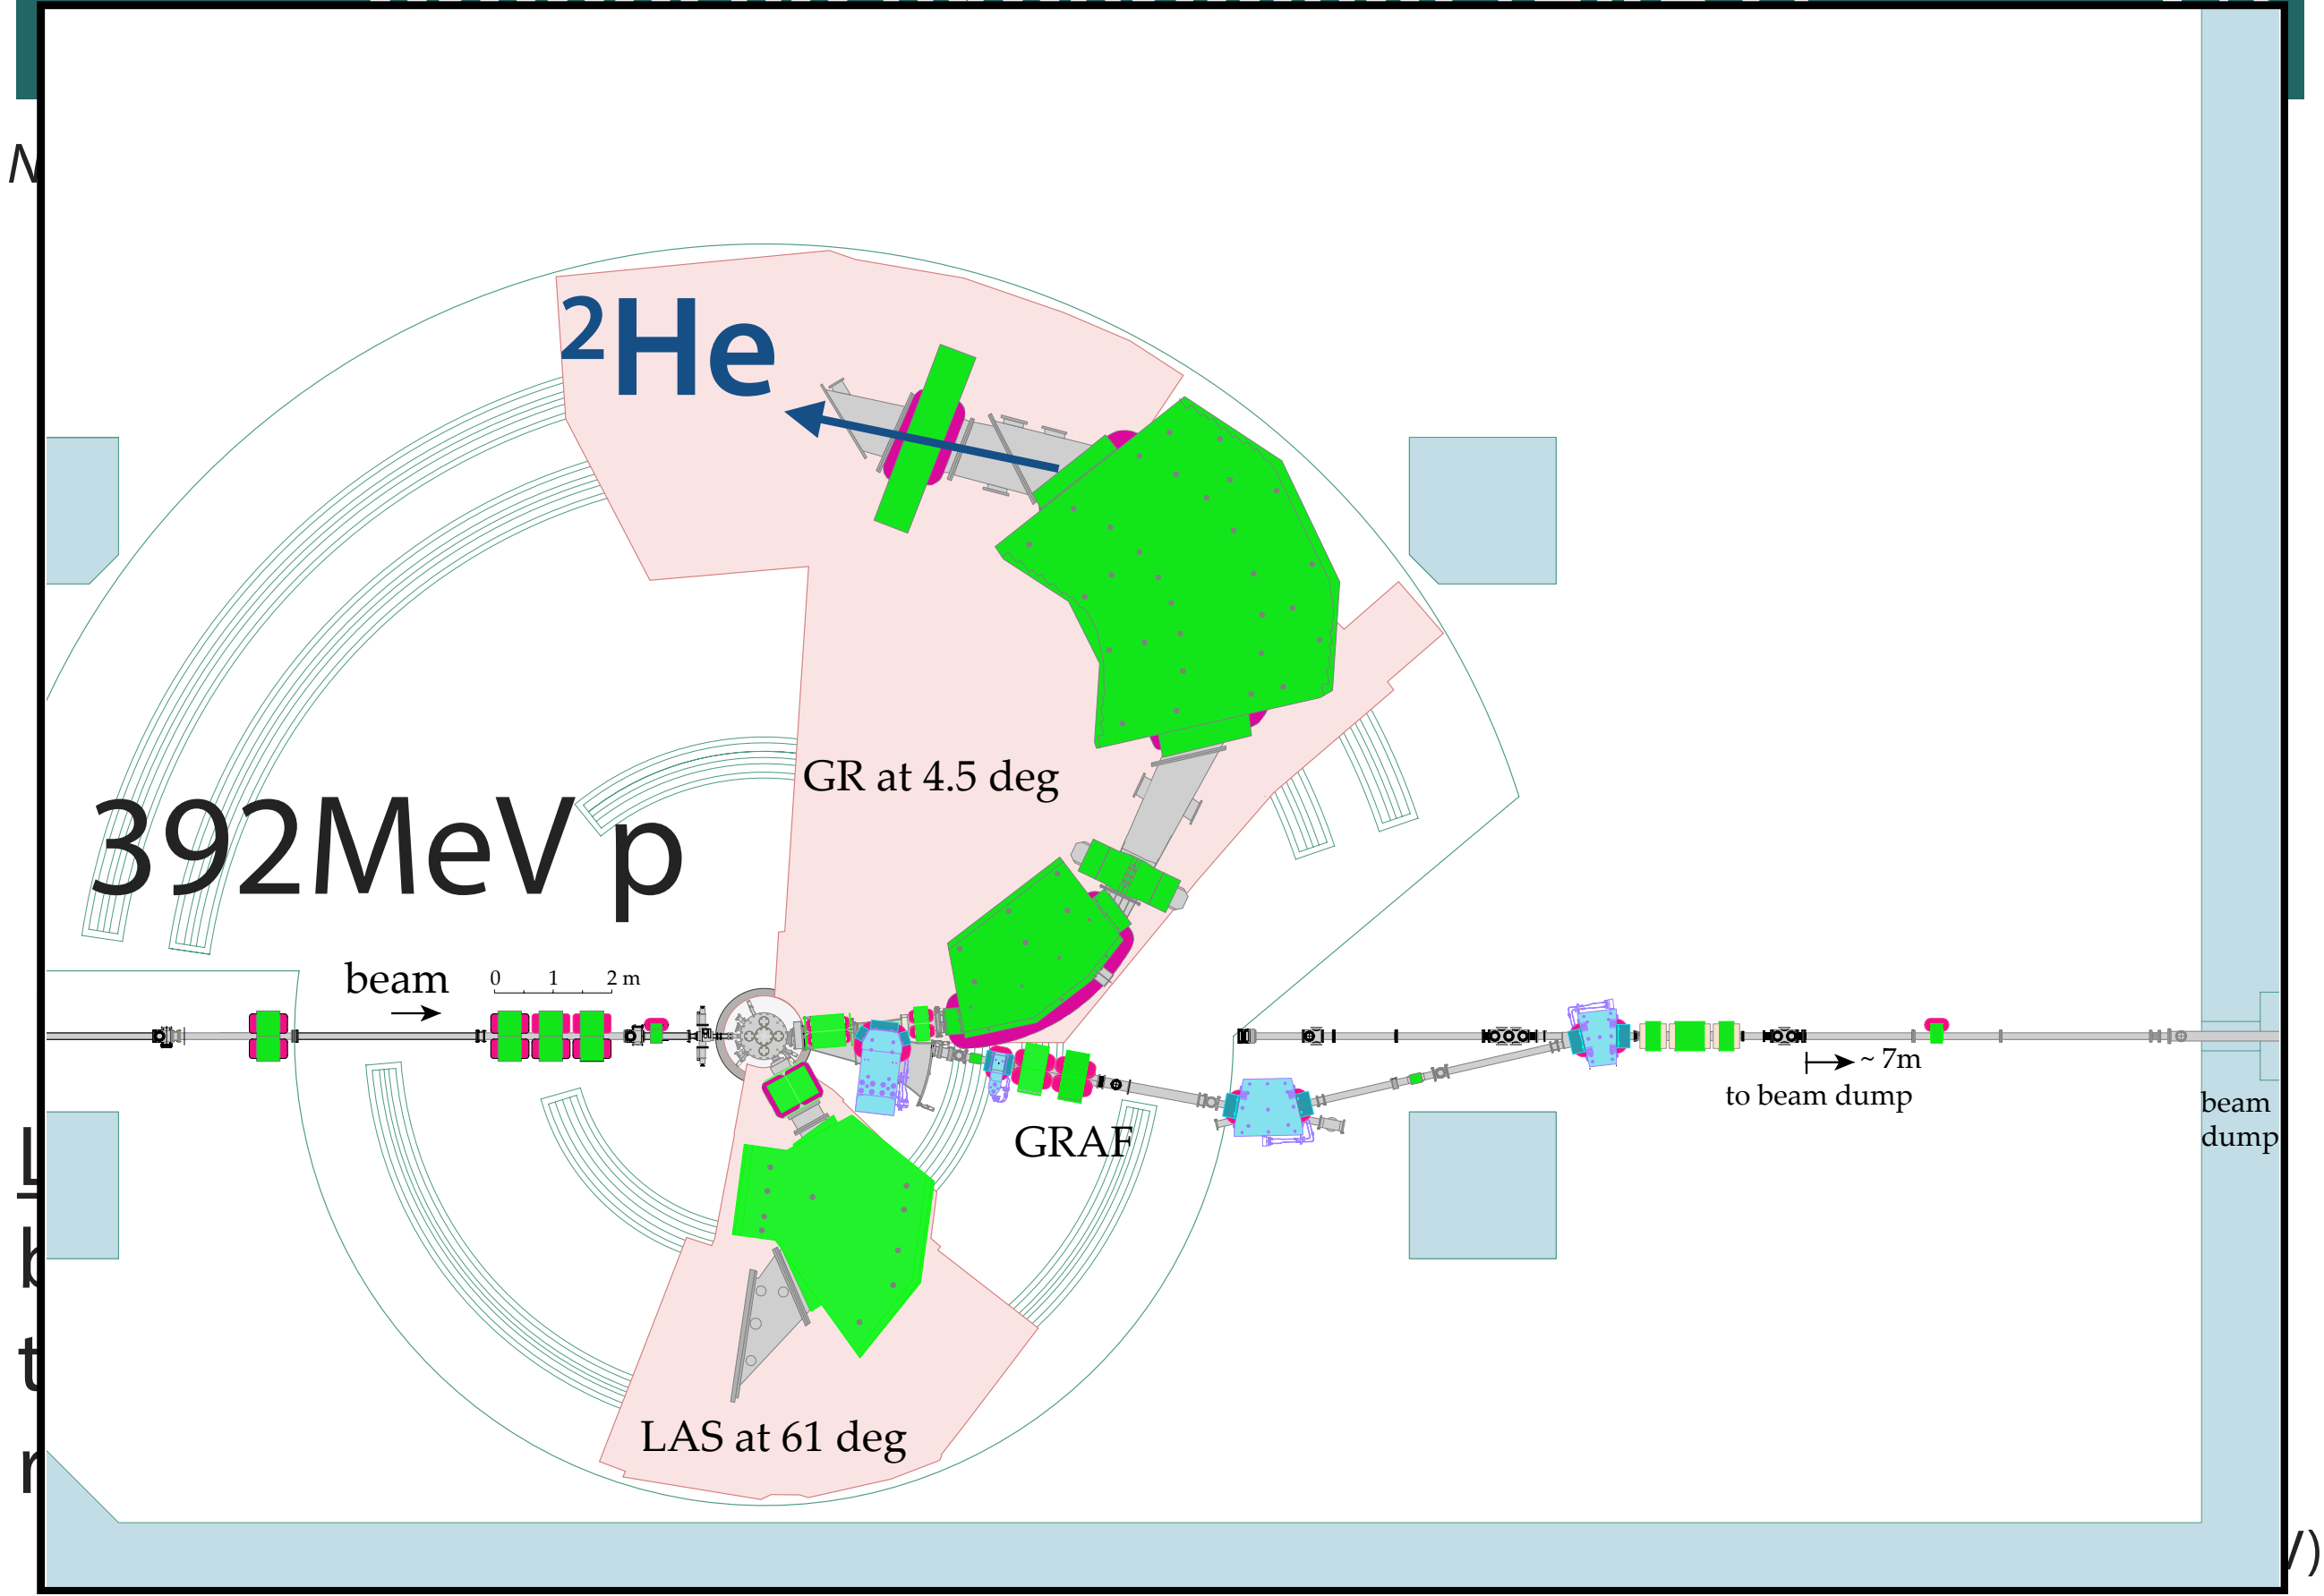 N
²He
GR at 4.5 deg
392MeV p
beam
0 1 2 m
~ 7m
to beam dump
beam
dump
GRAF
LAS at 61 deg